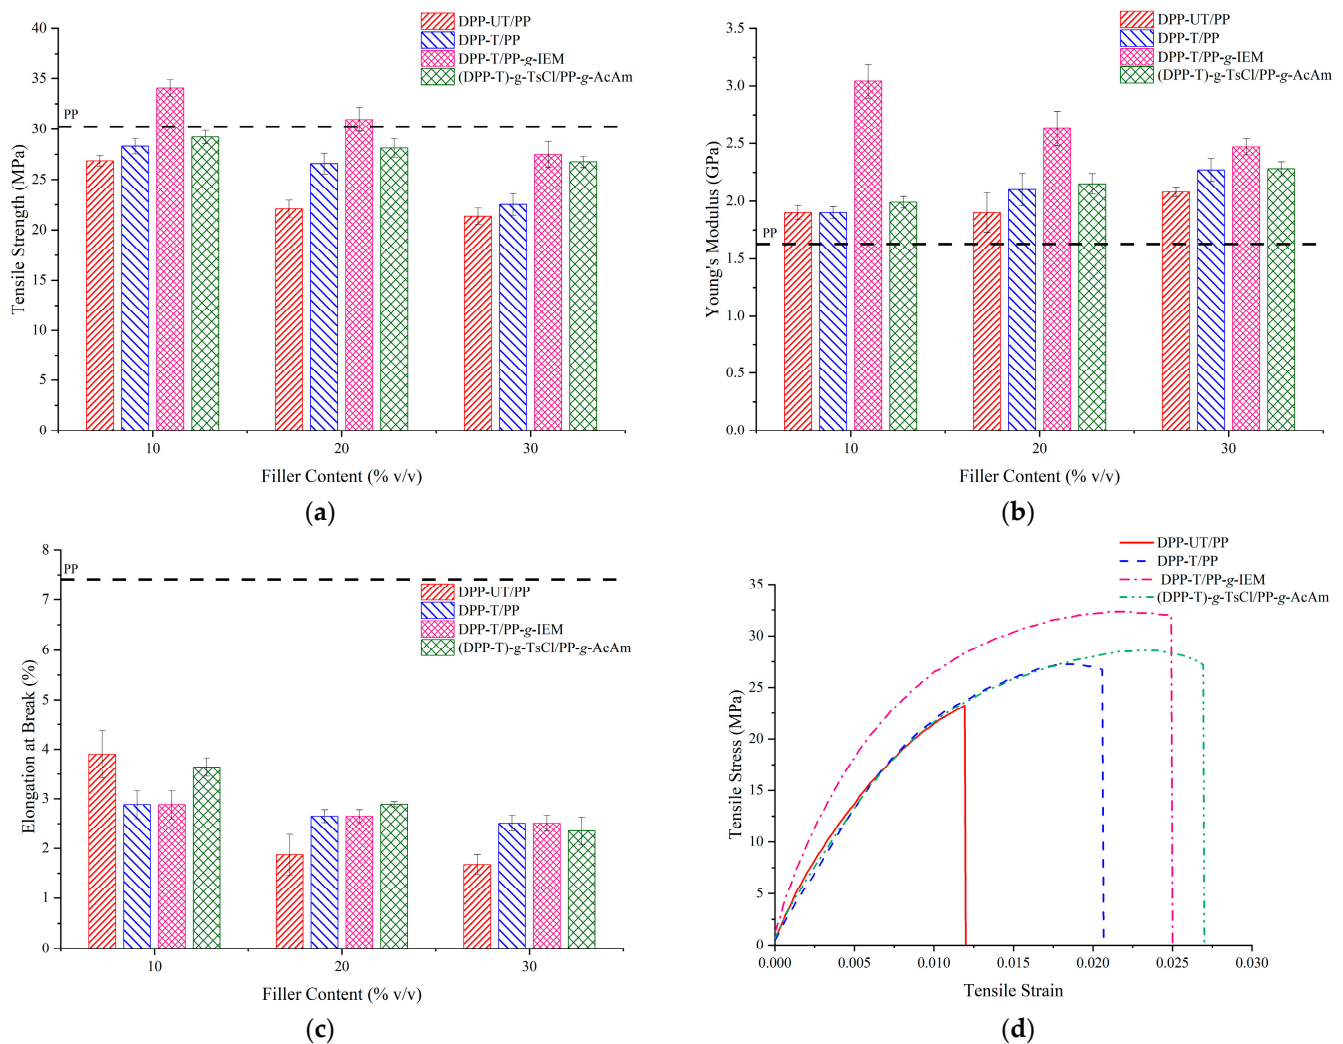 DPP-UT/PP
DPP-T/PP
DPP-T/PP-g-IEM
(DPP-T)-g-TsCl/PP-g-AcAm
PP
Tensile Strength (MPa)
40
35
30
25
20
15
10
5
0
10 20 30
Filler Content (% v/v)
(a)
DPP-UT/PP
DPP-T/PP
DPP-T/PP-g-IEM
(DPP-T)-g-TsCl/PP-g-AcAm
PP
Young's Modulus (GPa)
3.5
3.0
2.5
2.0
1.5
1.0
0.5
0.0
10 20 30
Filler Content (% v/v)
(b)
PP
DPP-UT/PP
DPP-T/PP
DPP-T/PP-g-IEM
(DPP-T)-g-TsCl/PP-g-AcAm
Elongation at Break (%)
8
7
6
5
4
3
2
1
0
10 20 30
Filler Content (% v/v)
(c)
DPP-UT/PP
DPP-T/PP
DPP-T/PP-g-IEM
(DPP-T)-g-TsCl/PP-g-AcAm
Tensile Stress (MPa)
35
30
25
20
15
10
5
0
0.000 0.005 0.010 0.015 0.020 0.025 0.030
Tensile Strain
(d)